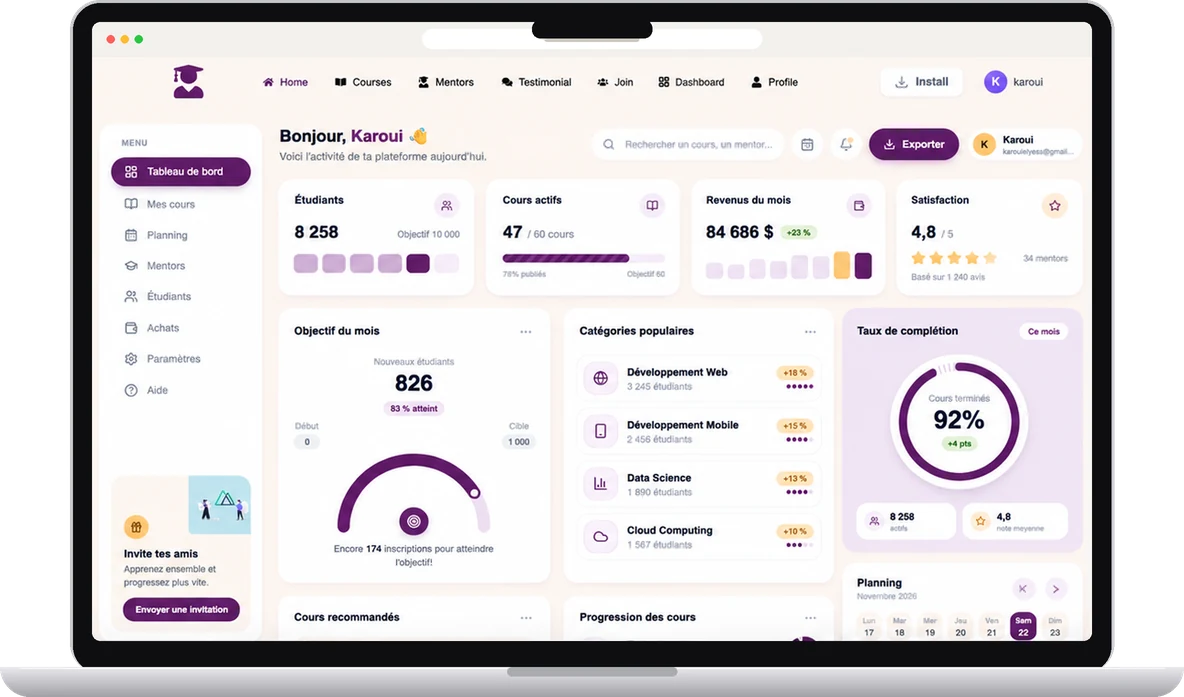 Home
Courses
Mentors
Testimonial
Join
Dashboard
Profile
Install
K
karoui
MENU
Tableau de bord
Mes cours
Planning
Mentors
Étudiants
Achats
Paramètres
Aide
Invite tes amis
Apprenez ensemble et
progressez plus vite.
Envoyer une invitation
Bonjour, Karoui 👋
Voici l'activité de ta plateforme aujourd'hui.
Rechercher un cours, un mentor...
Exporter
K
Karoui
karouielyess@gmail...
Étudiants
8 258
Objectif 10 000
Cours actifs
47 / 60 cours
78% publiés
Objectif 60
Revenus du mois
84 686 $
+23 %
Satisfaction
4,8 / 5
34 mentors
Basé sur 1 240 avis
Objectif du mois
Nouveaux étudiants
826
83 % atteint
Début
0
Cible
1 000
Encore 174 inscriptions pour atteindre
l'objectif!
Catégories populaires
Développement Web
3 245 étudiants
+18 %
Développement Mobile
2 456 étudiants
+15 %
Data Science
1 890 étudiants
+13 %
Cloud Computing
1 567 étudiants
+10 %
Taux de complétion
Ce mois
Cours terminés
92%
+4 pts
8 258
actifs
4,8
note moyenne
Planning
Novembre 2026
Lun Mar Mer Jeu Ven Sam Dim
17 18 19 20 21 22 23
Cours recommandés
Progression des cours